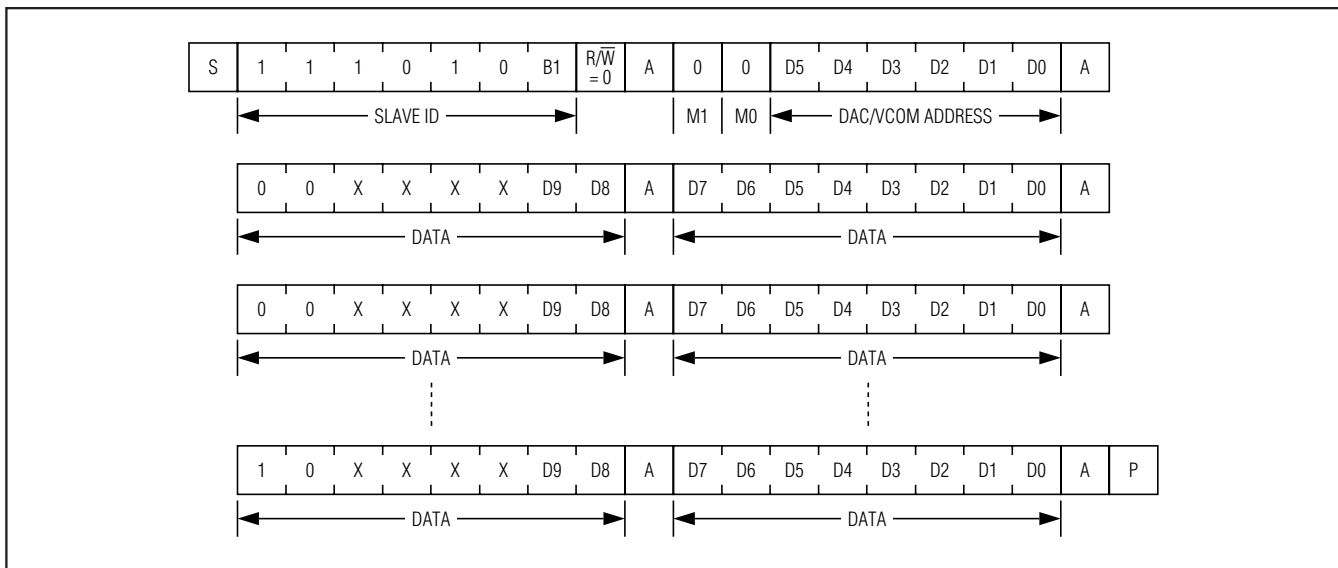 S 1 1 1 0 1 0 B1 R/W̅ = 0 A 0 0 D5 D4 D3 D2 D1 D0 A
SLAVE ID M1 M0 DAC/VCOM ADDRESS
0 0 X X X X D9 D8 A D7 D6 D5 D4 D3 D2 D1 D0 A
DATA DATA
0 0 X X X X D9 D8 A D7 D6 D5 D4 D3 D2 D1 D0 A
DATA DATA
1 0 X X X X D9 D8 A D7 D6 D5 D4 D3 D2 D1 D0 A P
DATA DATA